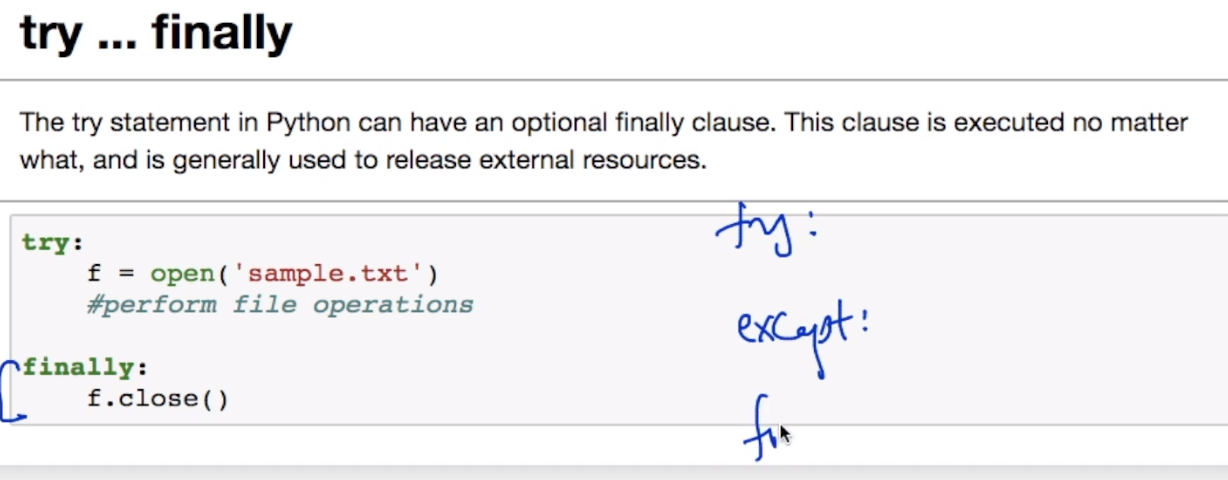 try ... finally
The try statement in Python can have an optional finally clause. This clause is executed no matter
what, and is generally used to release external resources.
try:
    f = open('sample.txt')
    #perform file operations
finally:
    f.close()
try:
except:
fi